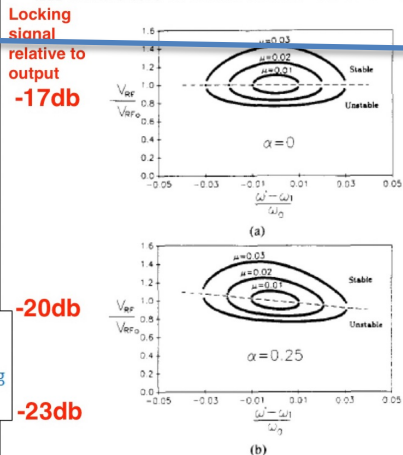 Locking
signal
relative to
output
-17db
-20db
-23db
g
1.6
1.4
1.2
1.0
0.8
0.6
0.4
0.2
0.0
V_RF
V_RFo
μ=0.03
μ=0.02
μ=0.01
Stable
Unstable
α=0
-0.05 -0.03 -0.01 0.01 0.03 0.05
ω'-ω₁
ω₀
(a)
1.6
1.4
1.2
1.0
0.8
0.6
0.4
0.2
0.0
V_RF
V_RFo
μ=0.03
μ=0.02
μ=0.01
Stable
Unstable
α=0.25
-0.05 -0.03 -0.01 0.01 0.03 0.05
ω'-ω₁
ω₀
(b)